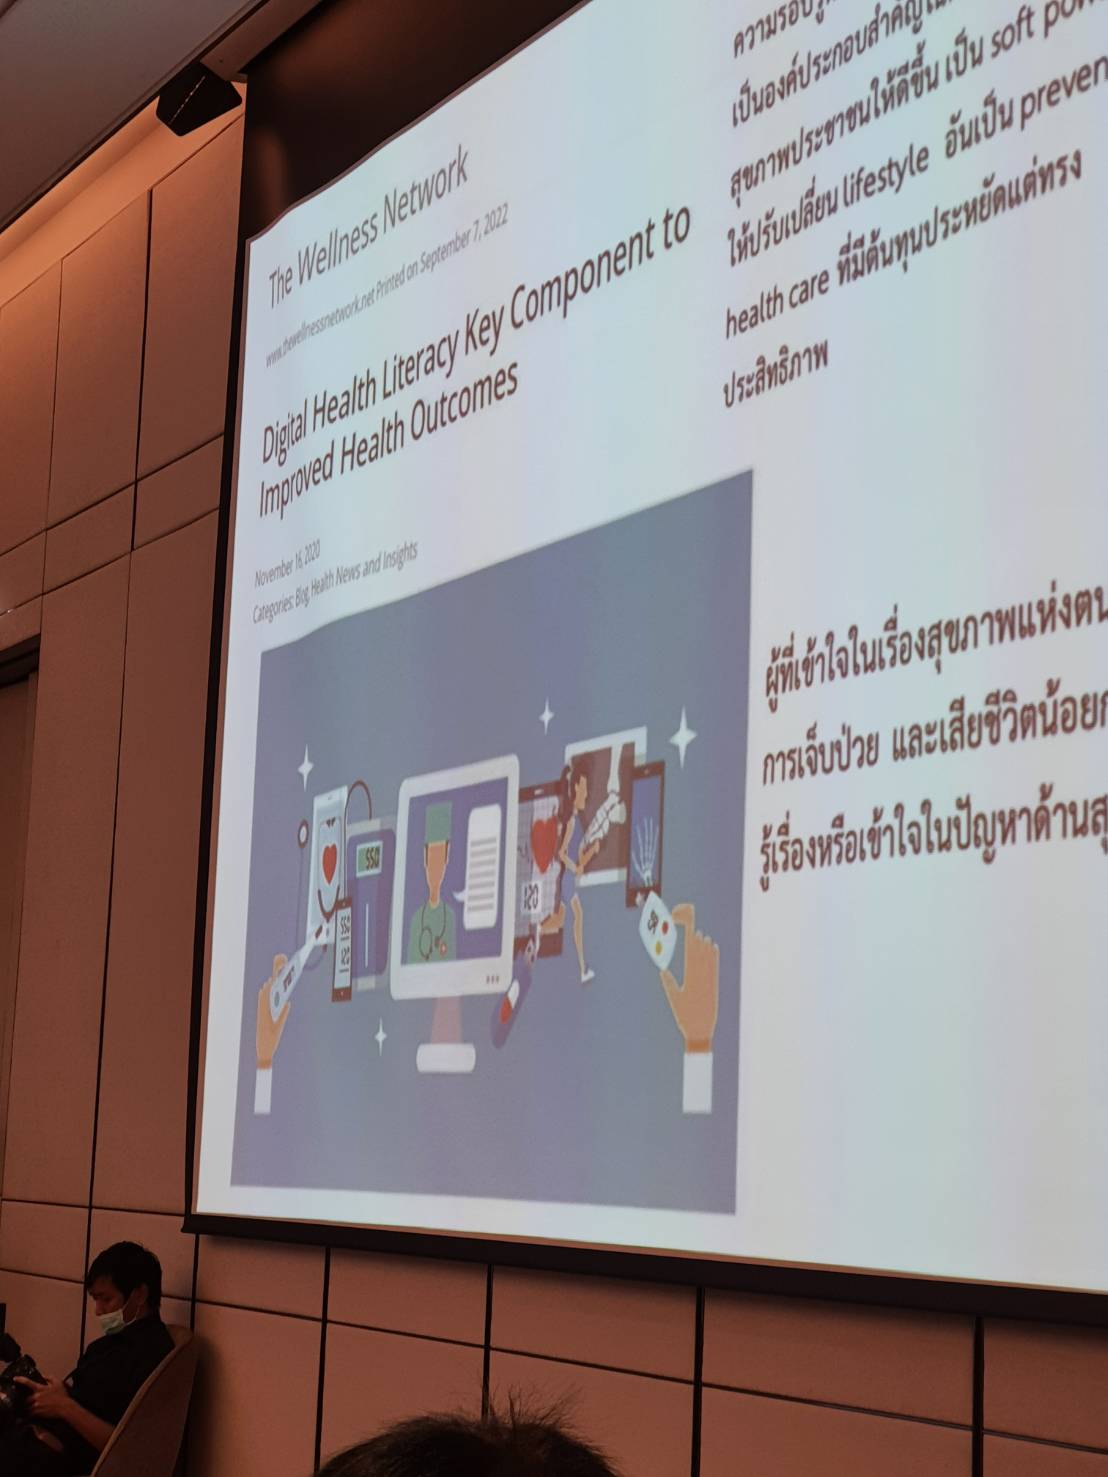 The Wellness Network
www.thewellnessnetwork.net Printed on September 7, 2022
Digital Health Literacy Key Component to
Improved Health Outcomes
November 16, 2020
Categories: Blog, Health News and Insights
เป็นองค์ประกอบสำคัญ
สุขภาพประชาชนให้ดีขึ้น เป็น soft
ให้ปรับเปลี่ยน lifestyle อันเป็น preven
health care ที่มีต้นทุนประหยัดแต่ทรง
ประสิทธิภาพ
ผู้ที่เข้าใจในเรื่องสุขภาพแห่งตน
การเจ็บป่วย และเสียชีวิตน้อย
รู้เรื่องหรือเข้าใจในปัญหาด้าน
550
120